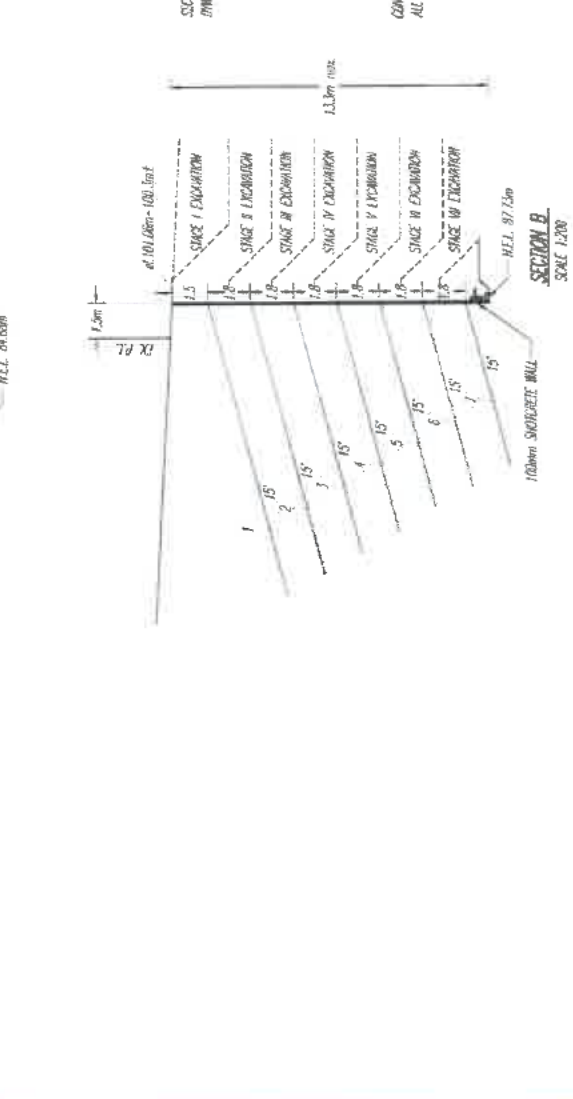 1.5m
EX. P.L.
STAGE I EXCAVATION
STAGE II EXCAVATION
STAGE III EXCAVATION
STAGE IV EXCAVATION
STAGE V EXCAVATION
STAGE VI EXCAVATION
STAGE VII EXCAVATION
13.3m max.
1.5
1.8
1.8
1.8
1.8
1.8
1.8
1
15°
2
15°
3
15°
4
15°
5
15°
6
15°
7
15°
100mm SHOTCRETE WALL
N.E.L. 87.73m
SECTION B
SCALE 1:200